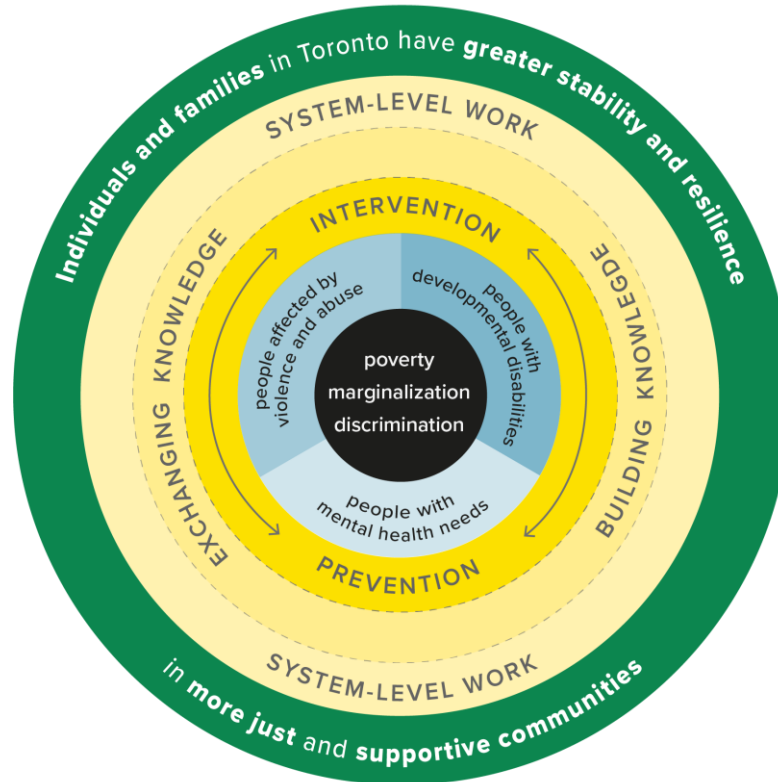 Individuals and families in Toronto have greater stability and resilience
SYSTEM-LEVEL WORK
INTERVENTION
EXCHANGING KNOWLEDGE
BUILDING KNOWLEGDE
people affected by
violence and abuse
people with
developmental disabilities
poverty
marginalization
discrimination
people with
mental health needs
PREVENTION
SYSTEM-LEVEL WORK
in more just and supportive communities